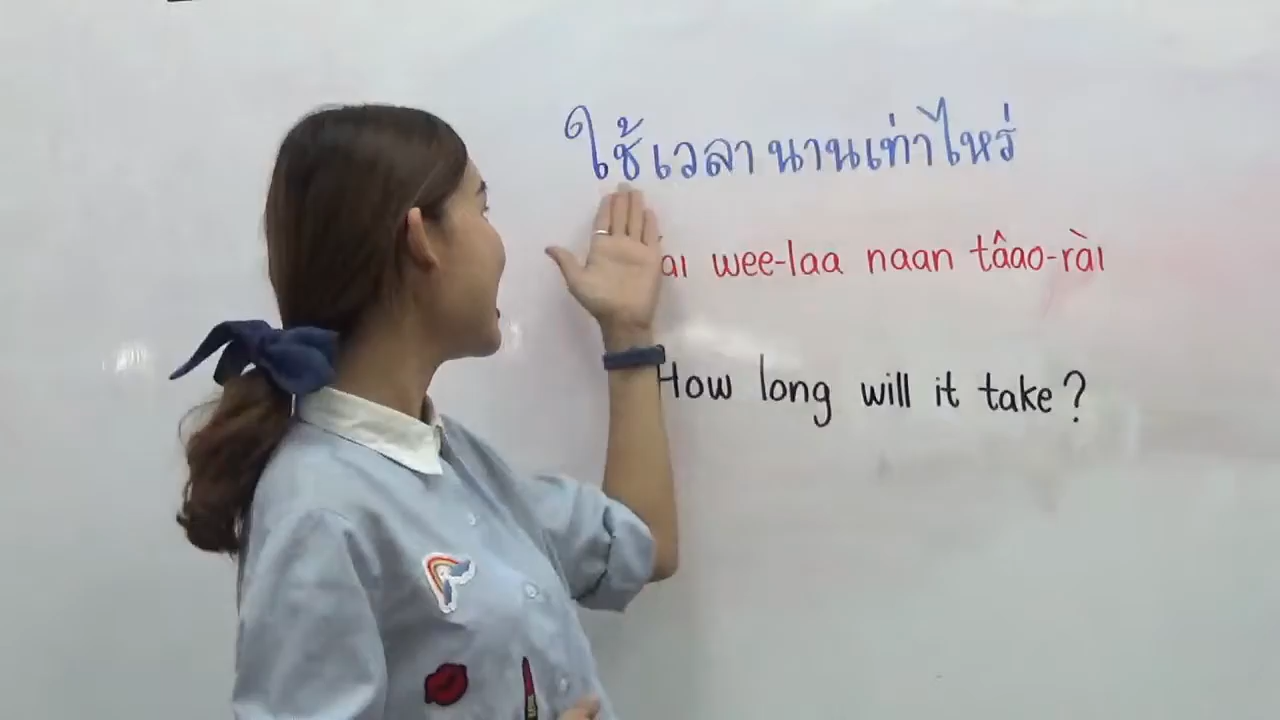 ใช้เวลานานเท่าไหร่
wee-laa naan tâao-rài
How long will it take?